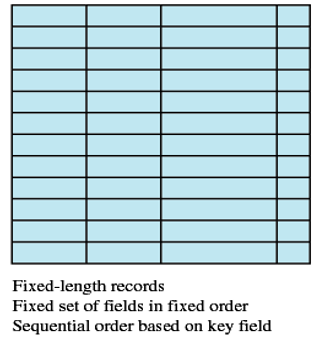 Fixed-length records
Fixed set of fields in fixed order
Sequential order based on key field